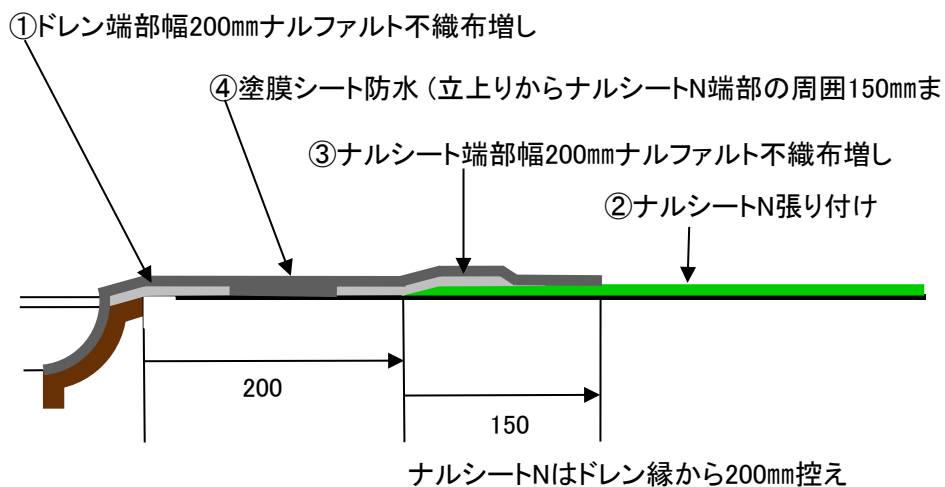 ①ドレン端部幅200㎜ナルファルト不織布増し
④塗膜シート防水（立上りからナルシートN端部の周囲150㎜ま
③ナルシート端部幅200㎜ナルファルト不織布増し
②ナルシートN張り付け
200
150
ナルシートNはドレン縁から200㎜控え